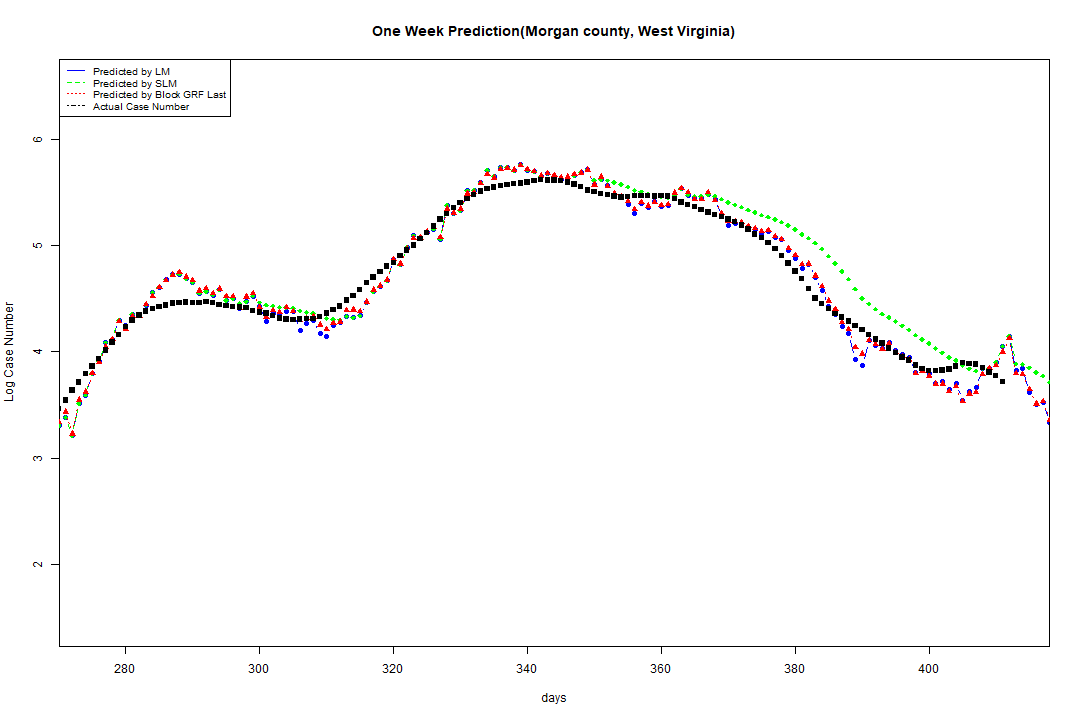 One Week Prediction(Morgan county, West Virginia)
Predicted by LM
Predicted by SLM
Predicted by Block GRF Last
Actual Case Number
6
5
4
3
2
Log Case Number
280 300 320 340 360 380 400
days